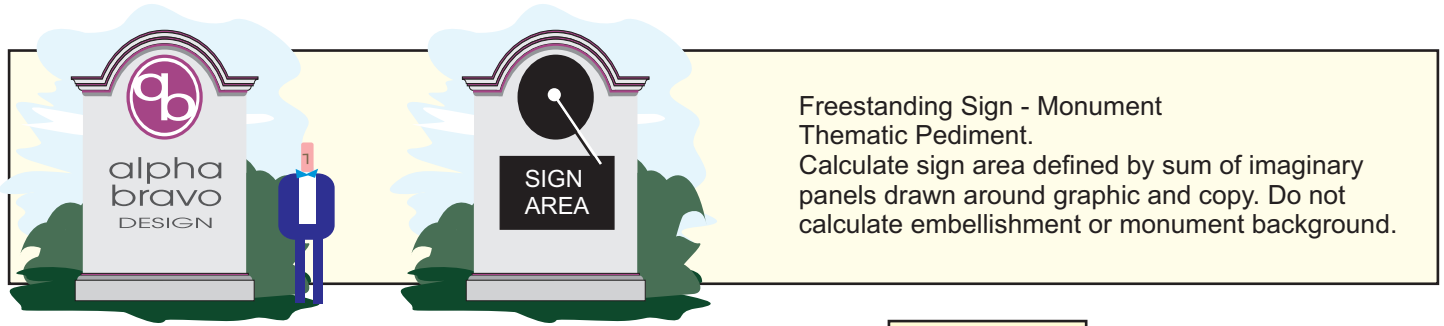 ab
alpha
bravo
DESIGN
SIGN
AREA
Freestanding Sign - Monument
Thematic Pediment.
Calculate sign area defined by sum of imaginary
panels drawn around graphic and copy. Do not
calculate embellishment or monument background.